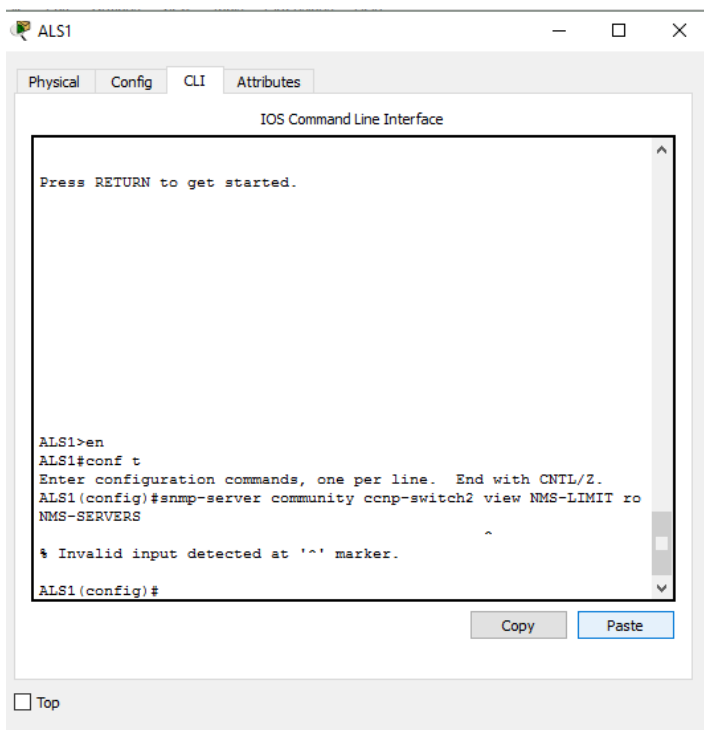 ALS1
Physical Config CLI Attributes
IOS Command Line Interface
Press RETURN to get started.
ALS1>en
ALS1#conf t
Enter configuration commands, one per line.  End with CNTL/Z.
ALS1(config)#snmp-server community ccnp-switch2 view NMS-LIMIT ro
NMS-SERVERS
^
% Invalid input detected at '^' marker.
ALS1(config)#
Copy Paste
Top